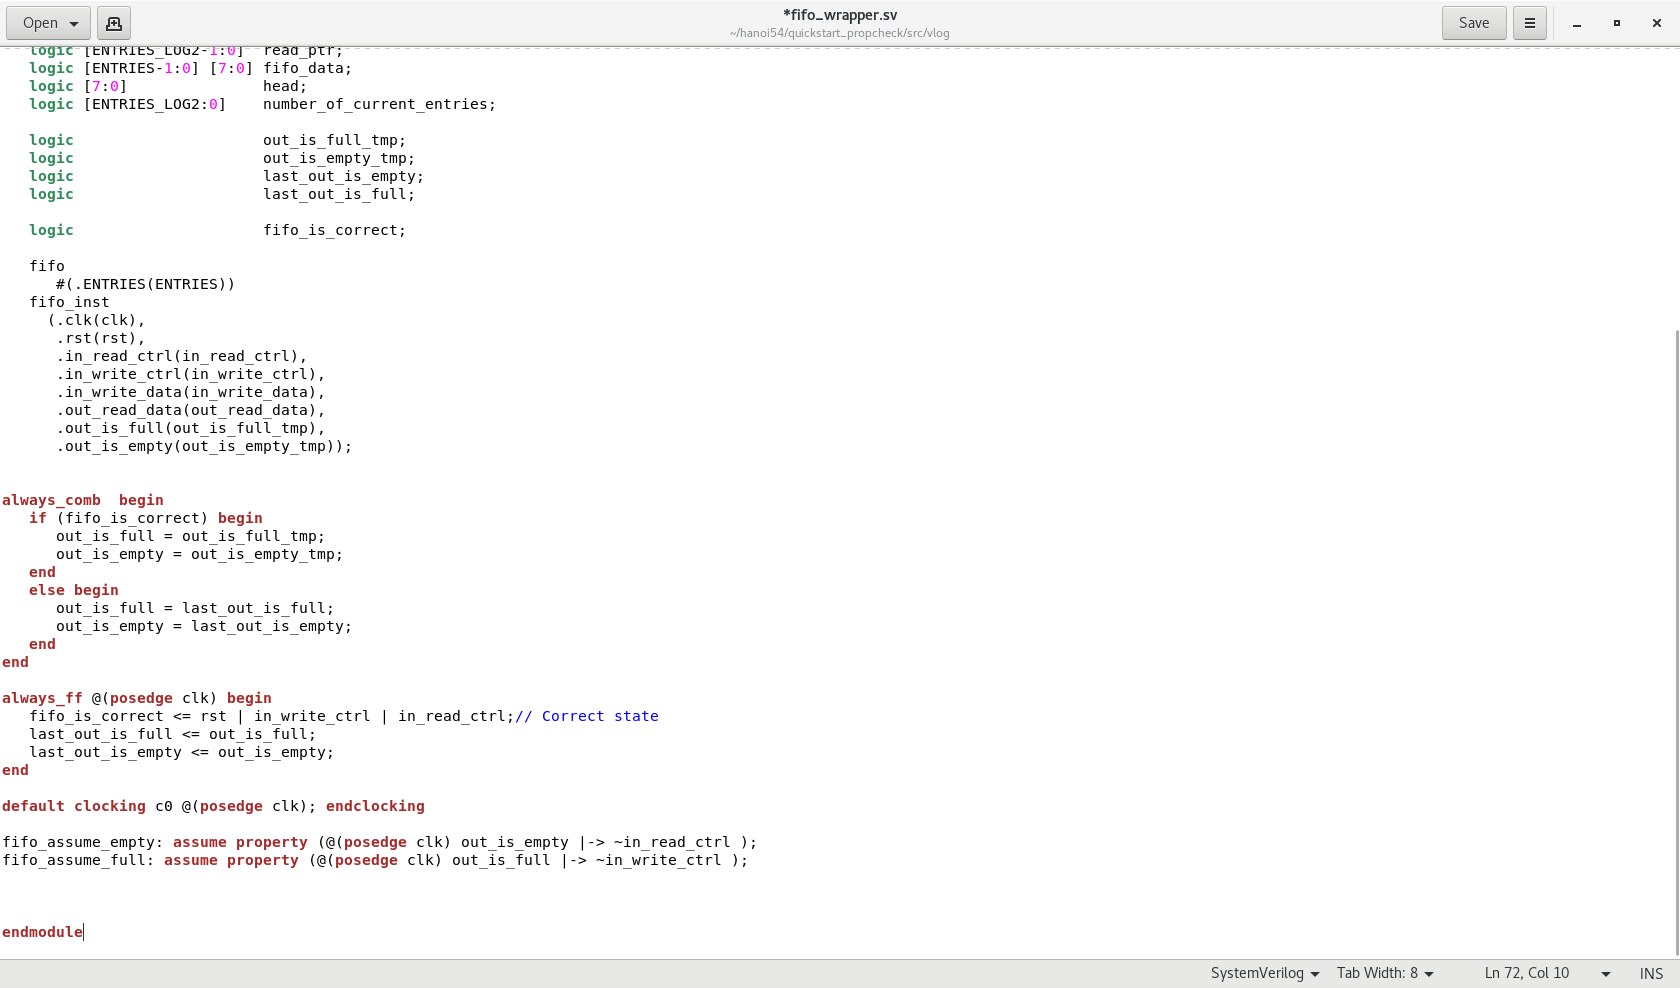 Open
*fifo_wrapper.sv
~/hanoi54/quickstart_propcheck/src/vlog
Save
logic [ENTRIES_LOG2-1:0]  read_ptr;
logic [ENTRIES-1:0] [7:0] fifo_data;
logic [7:0]               head;
logic [ENTRIES_LOG2:0]    number_of_current_entries;
logic                     out_is_full_tmp;
logic                     out_is_empty_tmp;
logic                     last_out_is_empty;
logic                     last_out_is_full;
logic                     fifo_is_correct;
fifo
#(.ENTRIES(ENTRIES))
fifo_inst
(.clk(clk),
.rst(rst),
.in_read_ctrl(in_read_ctrl),
.in_write_ctrl(in_write_ctrl),
.in_write_data(in_write_data),
.out_read_data(out_read_data),
.out_is_full(out_is_full_tmp),
.out_is_empty(out_is_empty_tmp));
always_comb  begin
if (fifo_is_correct) begin
out_is_full = out_is_full_tmp;
out_is_empty = out_is_empty_tmp;
end
else begin
out_is_full = last_out_is_full;
out_is_empty = last_out_is_empty;
end
end
always_ff @(posedge clk) begin
fifo_is_correct <= rst | in_write_ctrl | in_read_ctrl;// Correct state
last_out_is_full <= out_is_full;
last_out_is_empty <= out_is_empty;
end
default clocking c0 @(posedge clk); endclocking
fifo_assume_empty: assume property (@(posedge clk) out_is_empty |-> ~in_read_ctrl );
fifo_assume_full: assume property (@(posedge clk) out_is_full |-> ~in_write_ctrl );
endmodule
SystemVerilog
Tab Width: 8
Ln 72, Col 10
INS